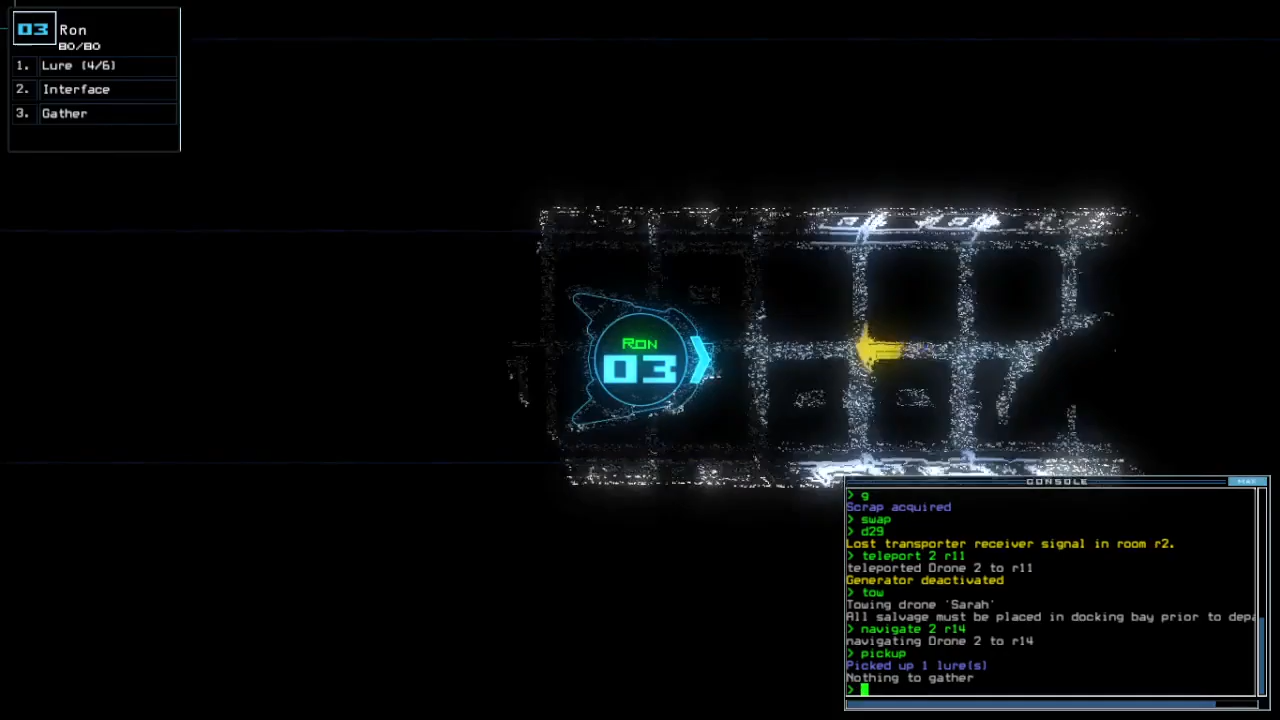 03 Ron
80/80
1. Lure (4/6)
2. Interface
3. Gather
Ron
03
CONSOLE
> g
Scrap acquired
> swap
> d29
Lost transporter receiver signal in room r2.
> teleport 2 r11
teleported Drone 2 to r11
Generator deactivated
> tow
Towing drone 'Sarah'
All salvage must be placed in docking bay prior to depa
> navigate 2 r14
navigating Drone 2 to r14
> pickup
Picked up 1 lure(s)
Nothing to gather
>